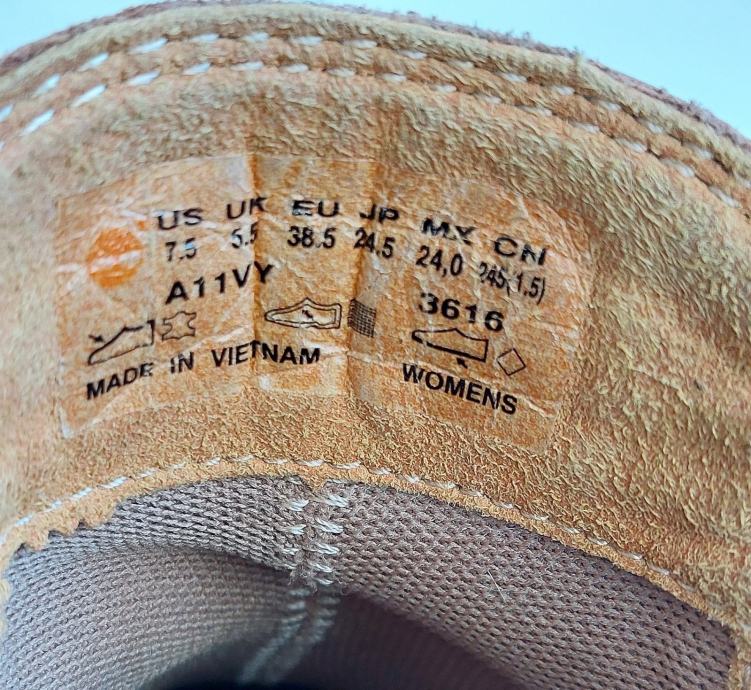 US UK EU JP MX CN
7.5 5.5 38.5 24.5 24,0 245(1.5)
A11VY 3616
MADE IN VIETNAM WOMENS